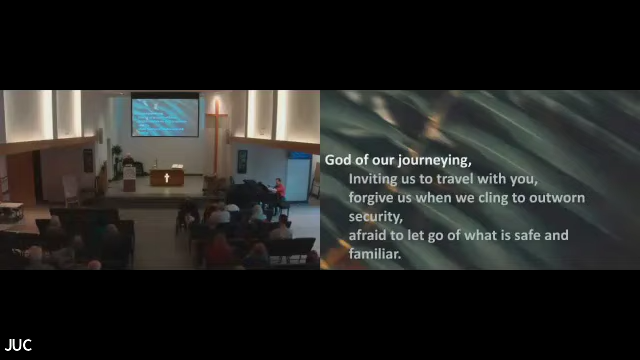 God of our journeying,
Inviting us to travel with you,
forgive us when we cling to outworn
security,
afraid to let go of what is safe and
familiar.
JUC